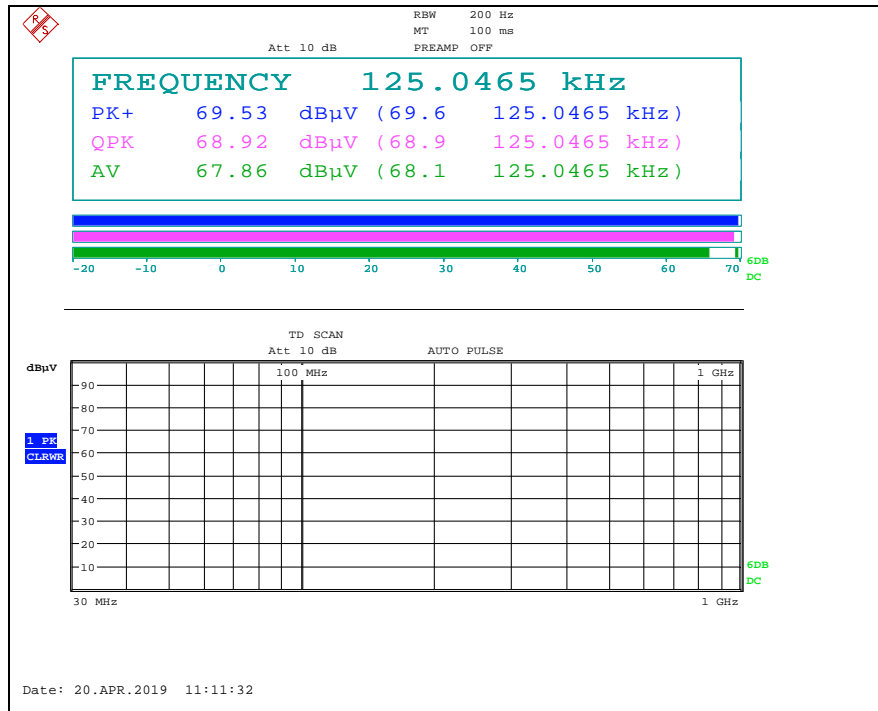 R&S
RBW 200 Hz
MT 100 ms
Att 10 dB PREAMP OFF
FREQUENCY 125.0465 kHz
PK+ 69.53 dBµV (69.6 125.0465 kHz)
QPK 68.92 dBµV (68.9 125.0465 kHz)
AV 67.86 dBµV (68.1 125.0465 kHz)
-20 -10 0 10 20 30 40 50 60 70
6DB
DC
TD SCAN
Att 10 dB AUTO PULSE
dBµV
100 MHz 1 GHz
90
80
70
1 PK
CLRWR
60
50
40
30
20
10
6DB
DC
30 MHz 1 GHz
Date: 20.APR.2019 11:11:32